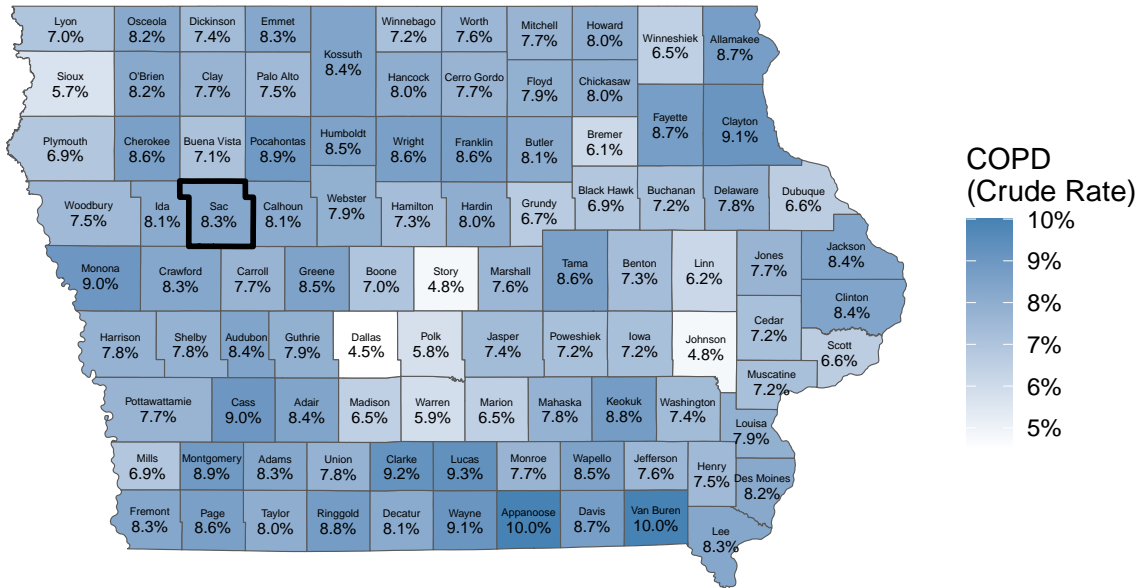 Lyon
7.0%
Osceola
8.2%
Dickinson
7.4%
Emmet
8.3%
Kossuth
8.4%
Winnebago
7.2%
Worth
7.6%
Mitchell
7.7%
Howard
8.0%
Winneshiek
6.5%
Allamakee
8.7%
Sioux
5.7%
O'Brien
8.2%
Clay
7.7%
Palo Alto
7.5%
Hancock
8.0%
Cerro Gordo
7.7%
Floyd
7.9%
Chickasaw
8.0%
Fayette
8.7%
Clayton
9.1%
Plymouth
6.9%
Cherokee
8.6%
Buena Vista
7.1%
Pocahontas
8.9%
Humboldt
8.5%
Wright
8.6%
Franklin
8.6%
Butler
8.1%
Bremer
6.1%
Woodbury
7.5%
Ida
8.1%
Sac
8.3%
Calhoun
8.1%
Webster
7.9%
Hamilton
7.3%
Hardin
8.0%
Grundy
6.7%
Black Hawk
6.9%
Buchanan
7.2%
Delaware
7.8%
Dubuque
6.6%
Monona
9.0%
Crawford
8.3%
Carroll
7.7%
Greene
8.5%
Boone
7.0%
Story
4.8%
Marshall
7.6%
Tama
8.6%
Benton
7.3%
Linn
6.2%
Jones
7.7%
Jackson
8.4%
Clinton
8.4%
Harrison
7.8%
Shelby
7.8%
Audubon
8.4%
Guthrie
7.9%
Dallas
4.5%
Polk
5.8%
Jasper
7.4%
Poweshiek
7.2%
Iowa
7.2%
Johnson
4.8%
Cedar
7.2%
Scott
6.6%
Muscatine
7.2%
Pottawattamie
7.7%
Cass
9.0%
Adair
8.4%
Madison
6.5%
Warren
5.9%
Marion
6.5%
Mahaska
7.8%
Keokuk
8.8%
Washington
7.4%
Louisa
7.9%
Mills
6.9%
Montgomery
8.9%
Adams
8.3%
Union
7.8%
Clarke
9.2%
Lucas
9.3%
Monroe
7.7%
Wapello
8.5%
Jefferson
7.6%
Henry
7.5%
Des Moines
8.2%
Fremont
8.3%
Page
8.6%
Taylor
8.0%
Ringgold
8.8%
Decatur
8.1%
Wayne
9.1%
Appanoose
10.0%
Davis
8.7%
Van Buren
10.0%
Lee
8.3%
COPD
(Crude Rate)
10%
9%
8%
7%
6%
5%